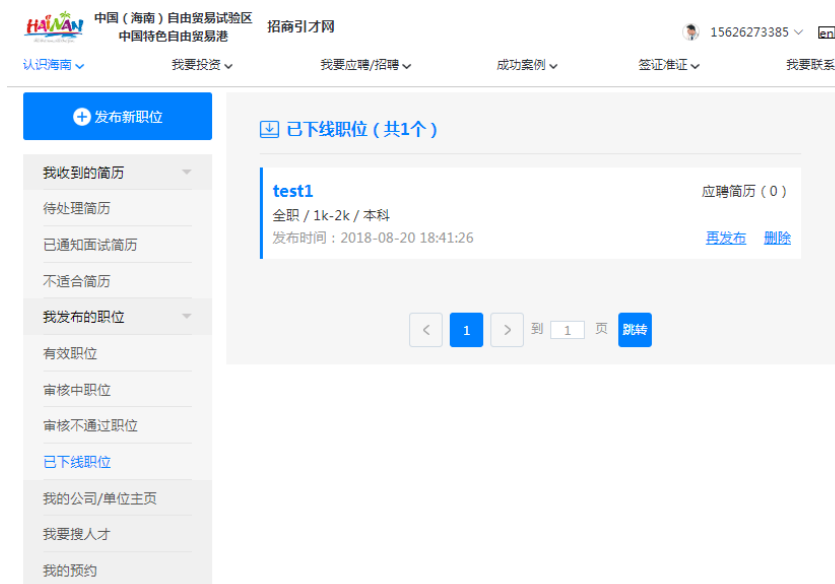 HAINAN
中国（海南）自由贸易试验区
中国特色自由贸易港
招商引才网
15626273385
en
认识海南
我要投资
我要应聘/招聘
成功案例
签证准证
我要联系
发布新职位
我收到的简历
待处理简历
已通知面试简历
不适合简历
我发布的职位
有效职位
审核中职位
审核不通过职位
已下线职位
我的公司/单位主页
我要搜人才
我的预约
已下线职位（共1个）
test1
应聘简历（0）
全职 / 1k-2k / 本科
发布时间：2018-08-20 18:41:26
再发布 删除
< 1 > 到 1 页 跳转